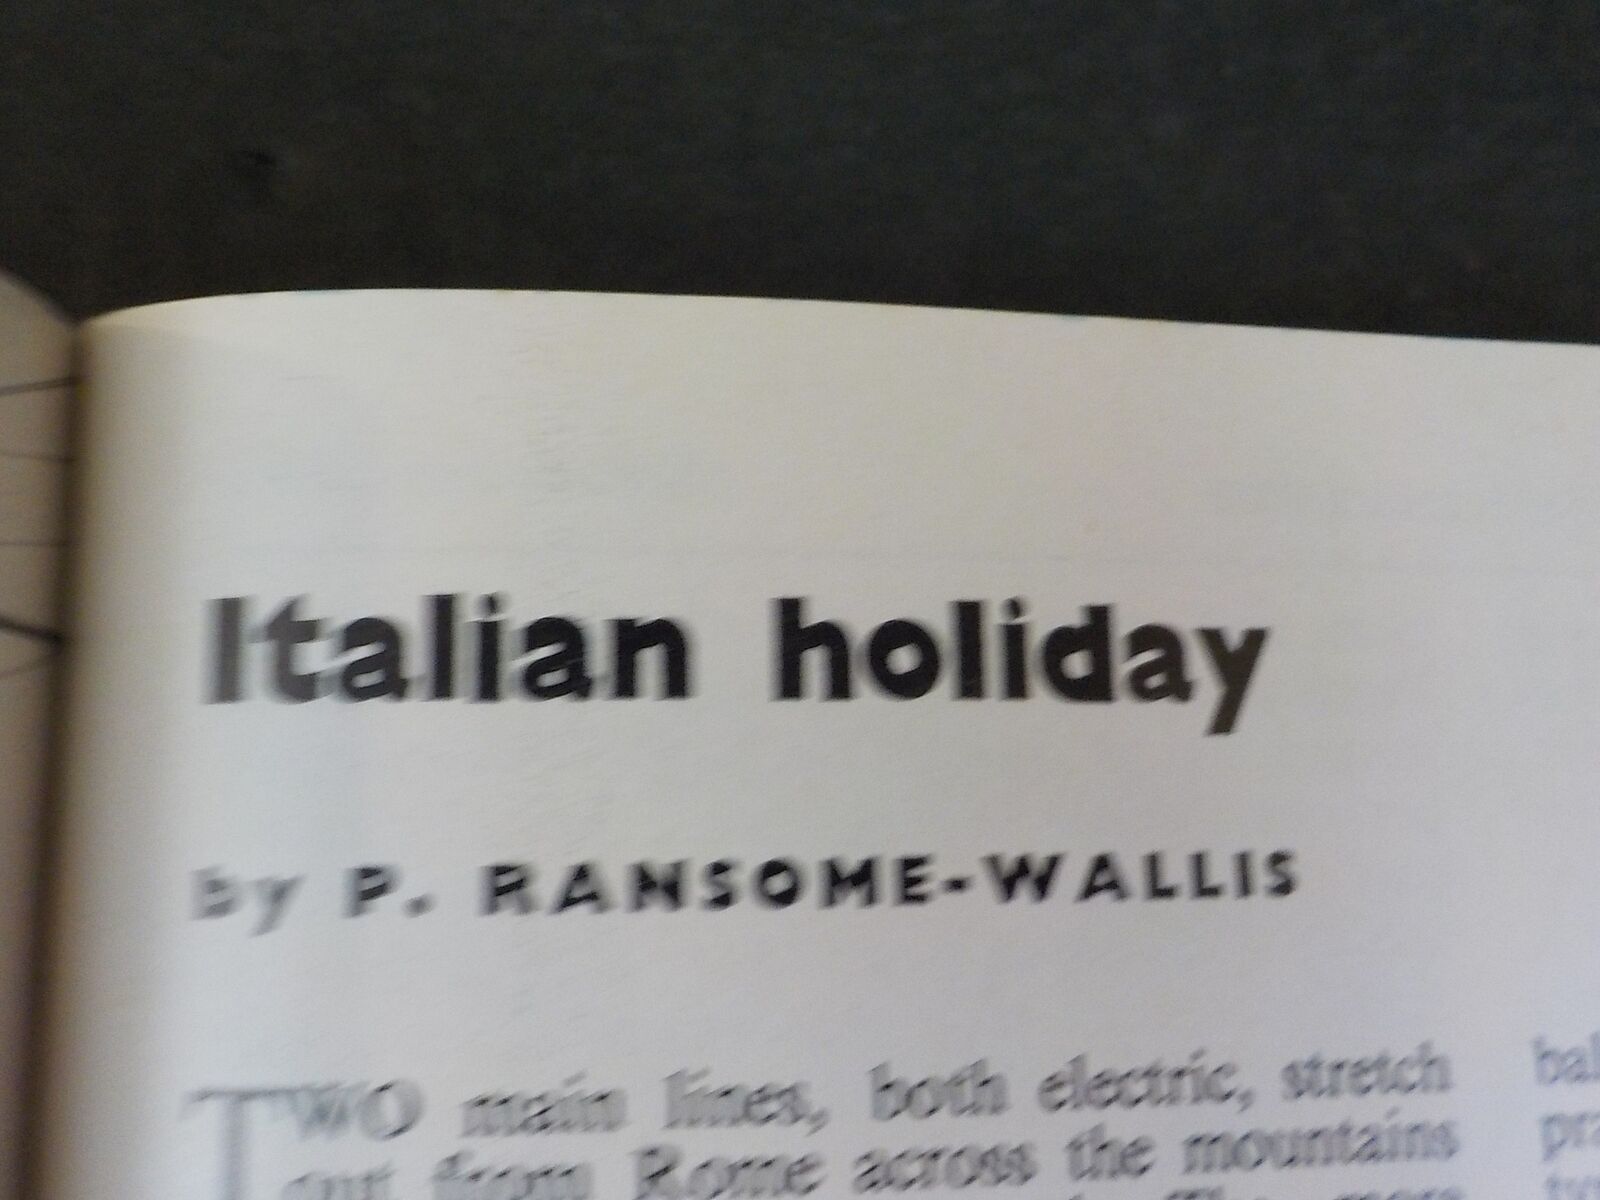 Italian holiday
by P. RANSOME-WALLIS
TWO main lines, both electric, stretch
out from Rome across the mountains